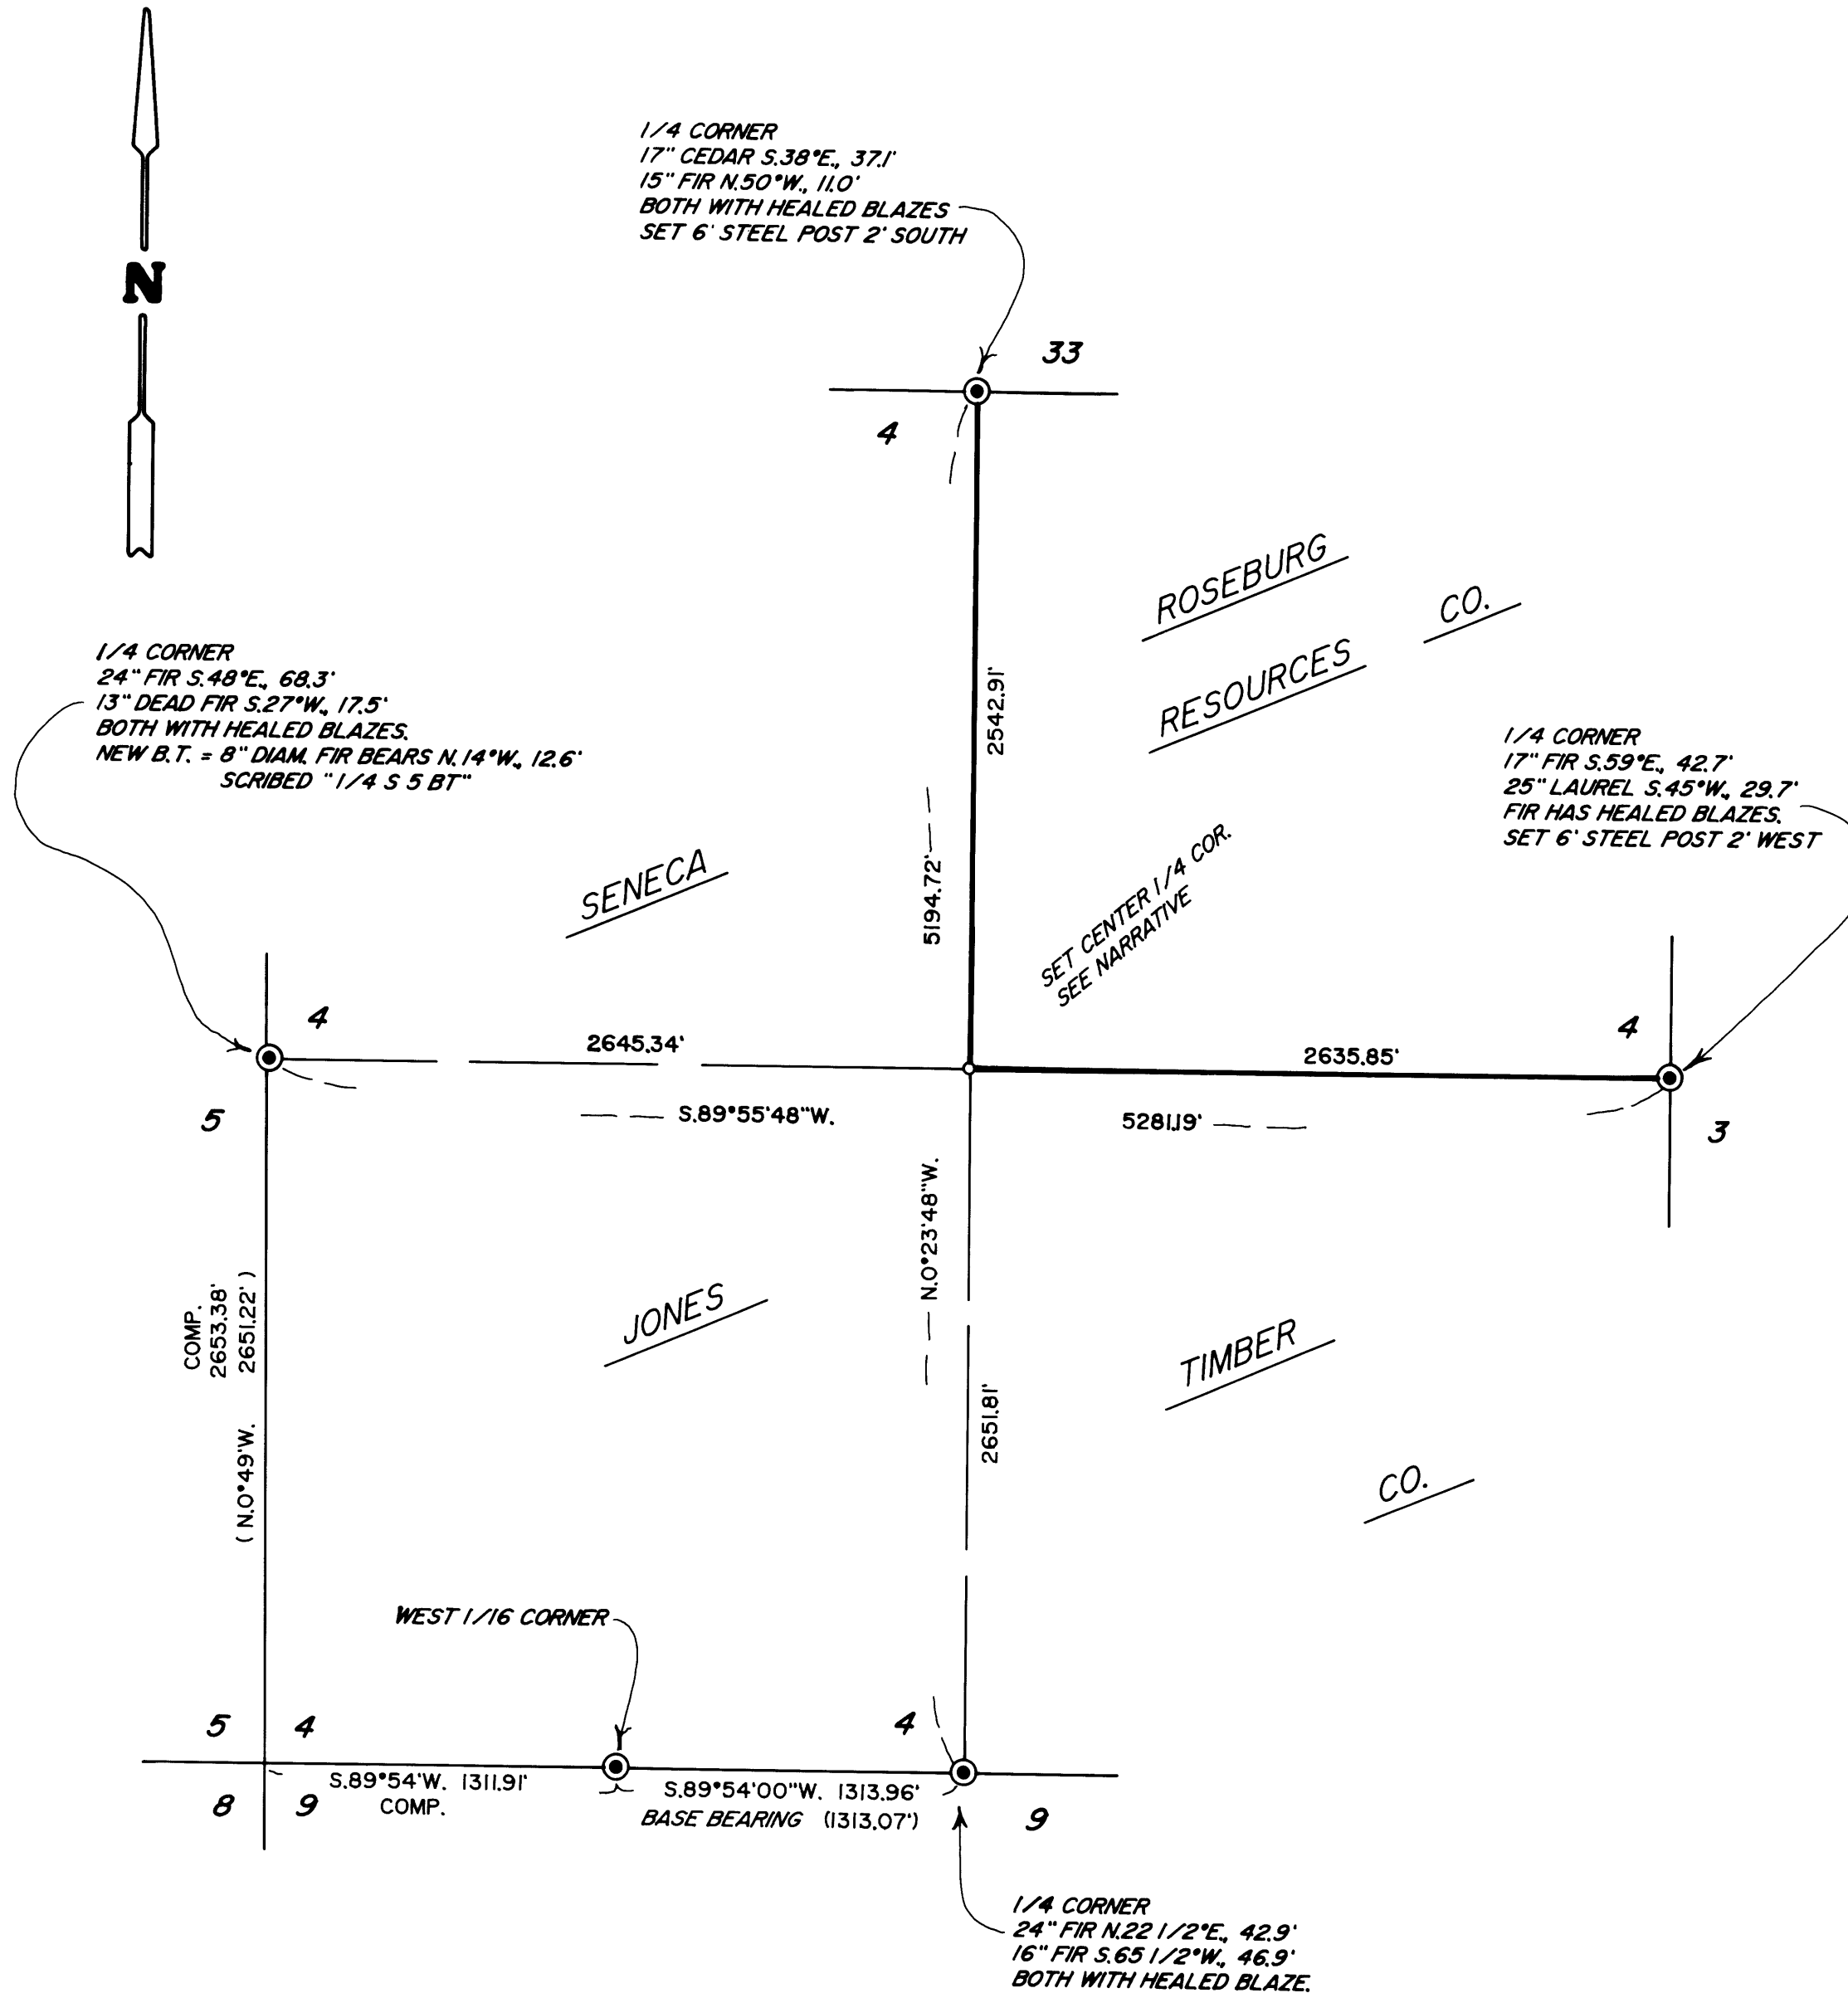 N
1/4 CORNER
17" CEDAR S.38°E., 37.1'
15" FIR N.50°W., 11.0'
BOTH WITH HEALED BLAZES
SET 6' STEEL POST 2' SOUTH
33
4
ROSEBURG
CO.
RESOURCES
2542.91'
5194.72'
1/4 CORNER
24" FIR S.48°E., 68.3'
13" DEAD FIR S.27°W., 17.5'
BOTH WITH HEALED BLAZES.
NEW B.T. = 8" DIAM. FIR BEARS N.14°W., 12.6'
SCRIBED "1/4 S 5 BT"
1/4 CORNER
17" FIR S.59°E., 42.7'
25" LAUREL S.45°W., 29.7'
FIR HAS HEALED BLAZES.
SET 6' STEEL POST 2' WEST
SENECA
SET CENTER 1/4 COR.
SEE NARRATIVE
4
2645.34'
2635.85'
4
5
S.89°55'48"W.
5281.19'
3
N.0°23'48"W.
COMP.
2653.38'
2651.22' )
( N.0°49'W.
JONES
TIMBER
2651.81'
CO.
WEST 1/16 CORNER
5
4
4
S.89°54'W. 1311.91'
COMP.
S.89°54'00"W. 1313.96'
BASE BEARING (1313.07')
8
9
9
1/4 CORNER
24" FIR N.22 1/2°E., 42.9'
16" FIR S.65 1/2°W., 46.9'
BOTH WITH HEALED BLAZE.